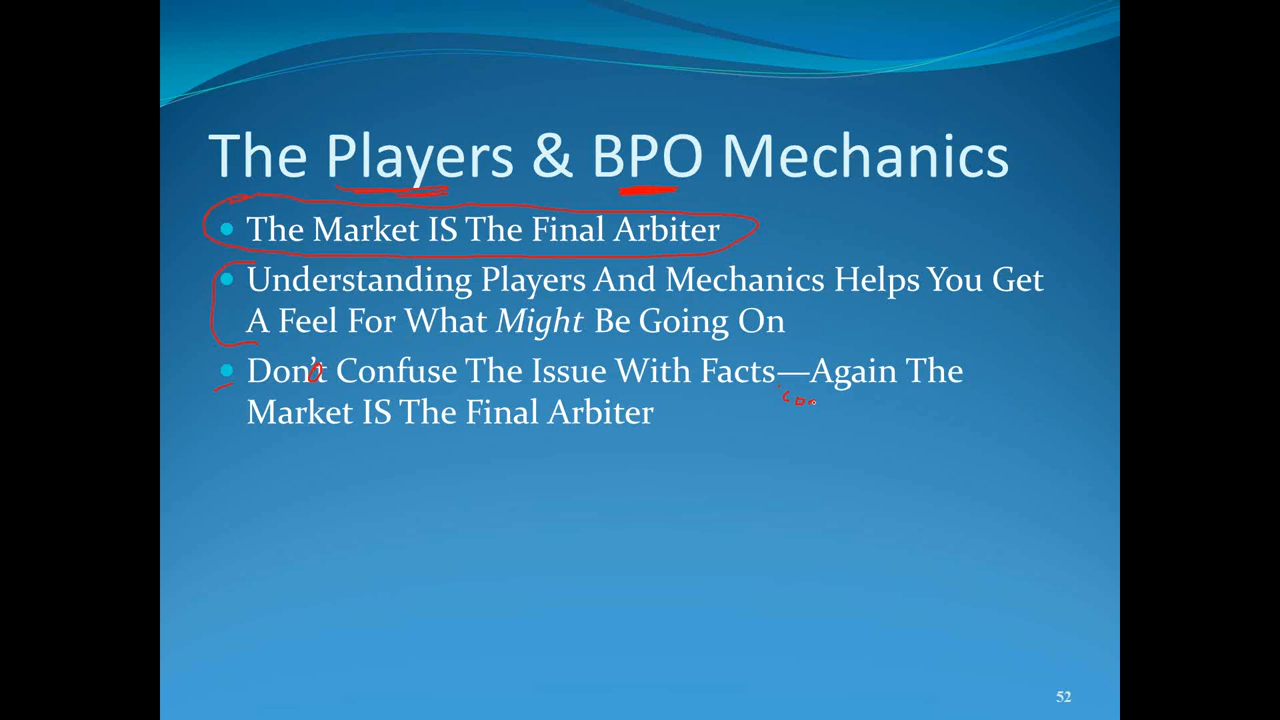 The Players & BPO Mechanics
The Market IS The Final Arbiter
Understanding Players And Mechanics Helps You Get
A Feel For What Might Be Going On
Don't Confuse The Issue With Facts—Again The
Market IS The Final Arbiter
52